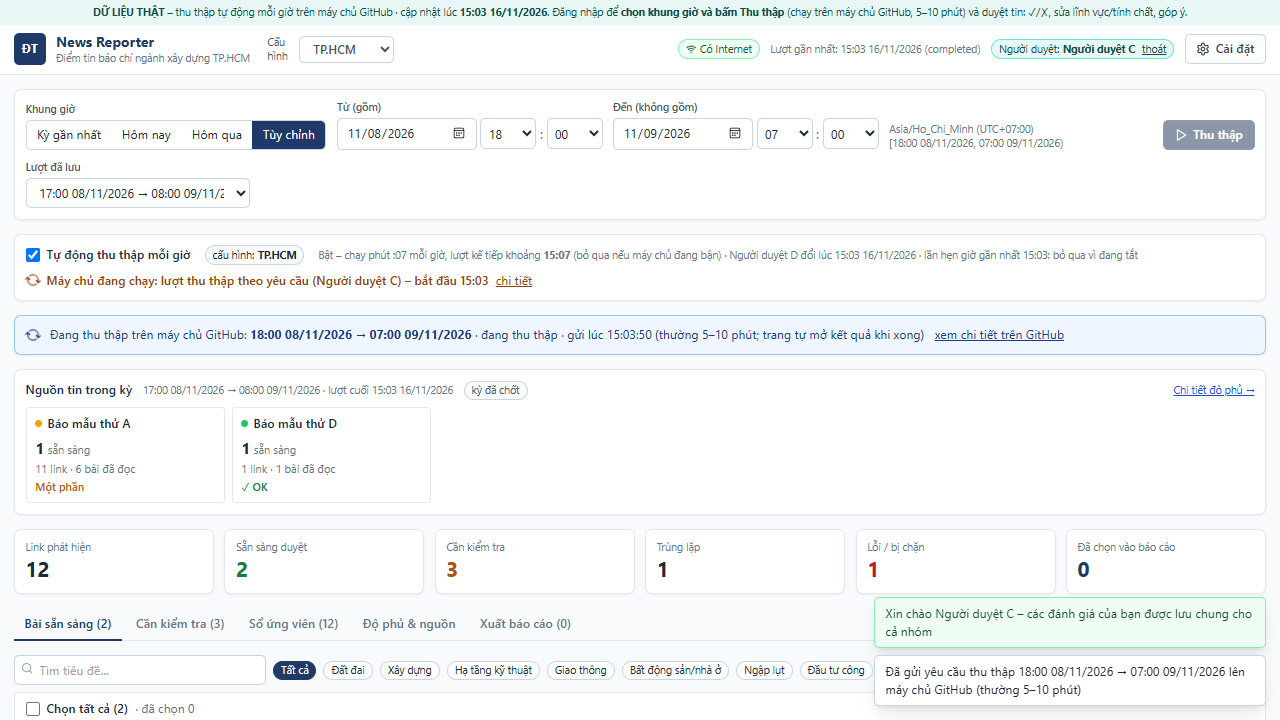 DỮ LIỆU THẬT – thu thập tự động mỗi giờ trên máy chủ GitHub · cập nhật lúc 15:03 16/11/2026. Đăng nhập để chọn khung giờ và bấm Thu thập (chạy trên máy chủ GitHub, 5–10 phút) và duyệt tin: ✓/X, sửa lĩnh vực/tính chất, góp ý.
ĐT
News Reporter
Điểm tin báo chí ngành xây dựng TP.HCM
Cấu hình
TP.HCM
Có Internet
Lượt gần nhất: 15:03 16/11/2026 (completed)
Người duyệt: Người duyệt C thoát
Cài đặt
Khung giờ
Kỳ gần nhất Hôm nay Hôm qua Tùy chỉnh
Từ (gồm)
11/08/2026 18 : 00
Đến (không gồm)
11/09/2026 07 : 00
Asia/Ho_Chi_Minh (UTC+07:00)
[18:00 08/11/2026, 07:00 09/11/2026)
Thu thập
Lượt đã lưu
17:00 08/11/2026 → 08:00 09/11/2
Tự động thu thập mỗi giờ cấu hình: TP.HCM Bật – chạy phút :07 mỗi giờ, lượt kế tiếp khoảng 15:07 (bỏ qua nếu máy chủ đang bận) · Người duyệt D đổi lúc 15:03 16/11/2026 · lần hẹn giờ gần nhất 15:03: bỏ qua vì đang tắt
Máy chủ đang chạy: lượt thu thập theo yêu cầu (Người duyệt C) – bắt đầu 15:03 chi tiết
Đang thu thập trên máy chủ GitHub: 18:00 08/11/2026 → 07:00 09/11/2026 · đang thu thập · gửi lúc 15:03:50 (thường 5–10 phút; trang tự mở kết quả khi xong) xem chi tiết trên GitHub
Nguồn tin trong kỳ 17:00 08/11/2026 → 08:00 09/11/2026 · lượt cuối 15:03 16/11/2026 kỳ đã chốt Chi tiết độ phủ →
Báo mẫu thử A
1 sẵn sàng
11 link · 6 bài đã đọc
Một phần
Báo mẫu thử D
1 sẵn sàng
1 link · 1 bài đã đọc
✓ OK
Link phát hiện
12
Sẵn sàng duyệt
2
Cần kiểm tra
3
Trùng lặp
1
Lỗi / bị chặn
1
Đã chọn vào báo cáo
0
Bài sẵn sàng (2) Cần kiểm tra (3) Sổ ứng viên (12) Độ phủ & nguồn Xuất báo cáo (0)
Xin chào Người duyệt C – các đánh giá của bạn được lưu chung cho
cả nhóm
Tìm tiêu đề...
Tất cả Đất đai Xây dựng Hạ tầng kỹ thuật Giao thông Bất động sản/nhà ở Ngập lụt Đầu tư công
Đã gửi yêu cầu thu thập 18:00 08/11/2026 → 07:00 09/11/2026 lên
máy chủ GitHub (thường 5–10 phút)
Chọn tất cả (2) · đã chọn 0